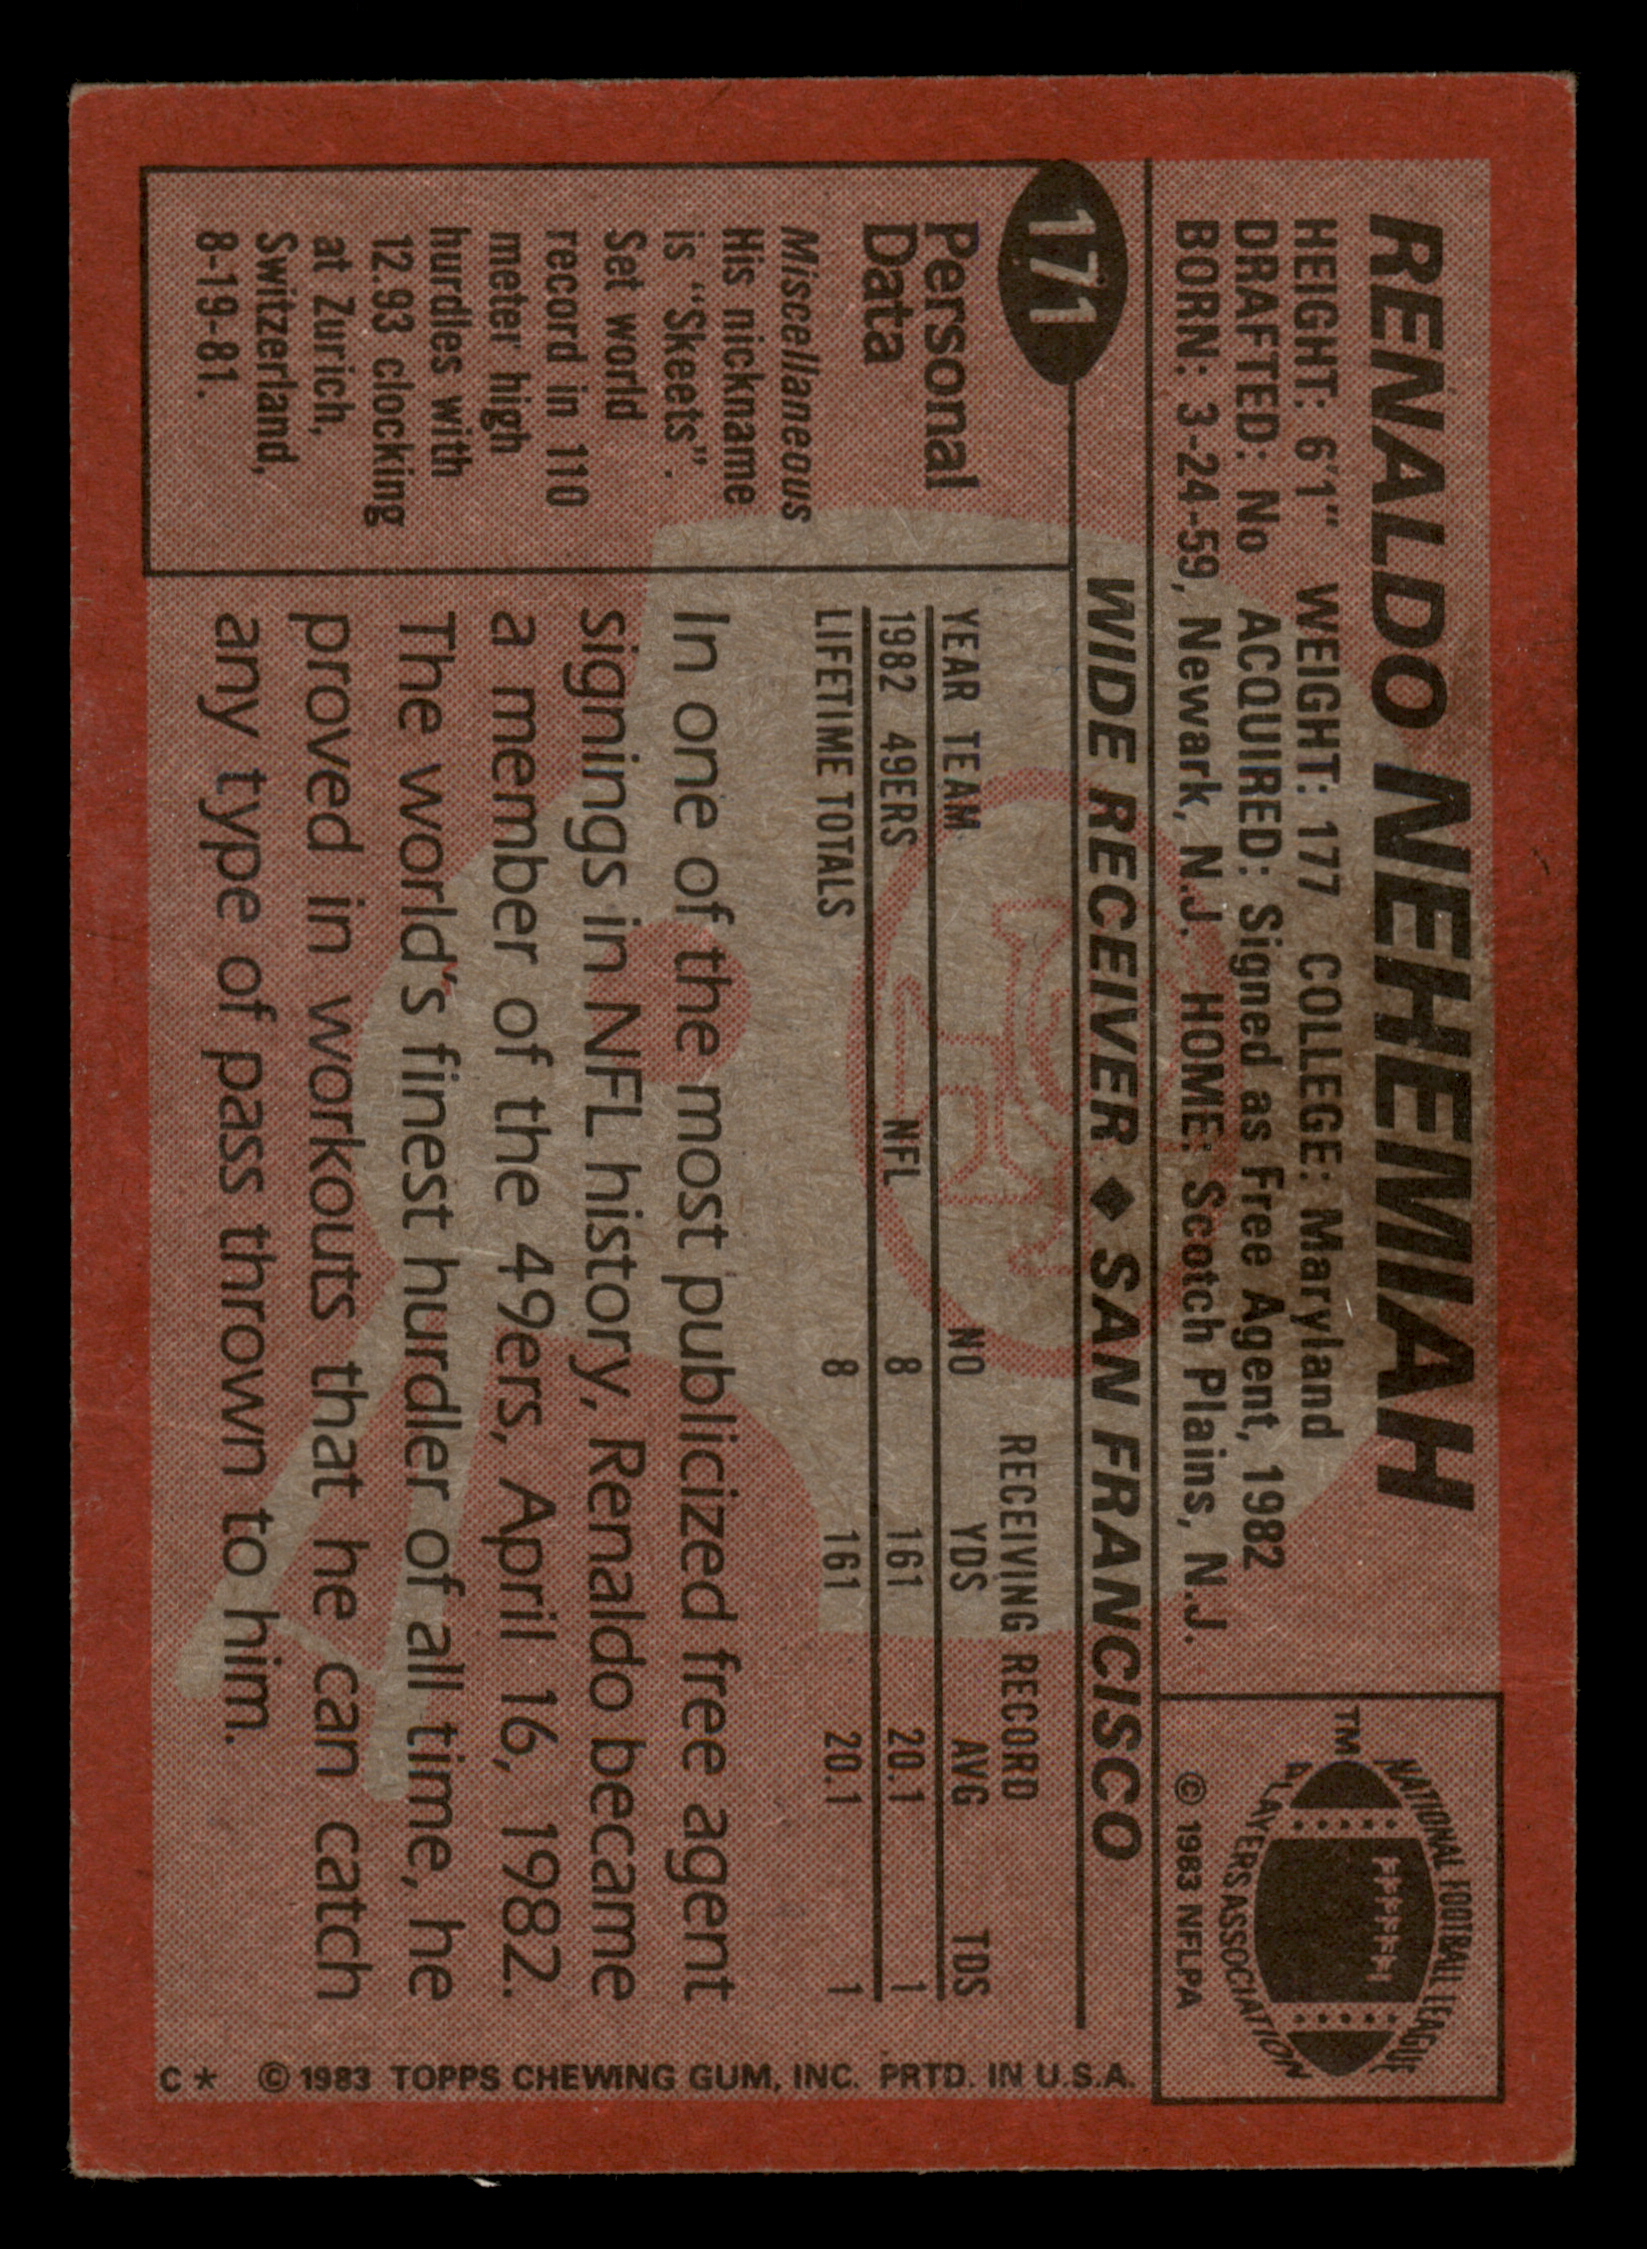 RENALDO NEHEMIAH
HEIGHT: 6'1" WEIGHT: 177 COLLEGE: Maryland
DRAFTED: No ACQUIRED: Signed as Free Agent, 1982
BORN: 3-24-59, Newark, N.J. HOME: Scotch Plains, N.J.
TM
NATIONAL FOOTBALL LEAGUE
PLAYERS ASSOCIATION
© 1983 NFLPA
171
WIDE RECEIVER ♦ SAN FRANCISCO
Personal
Data
Miscellaneous
His nickname
is "Skeets".
Set world
record in 110
meter high
hurdles with
12.93 clocking
at Zurich,
Switzerland,
8-19-81.
RECEIVING RECORD
YEAR TEAM NO YDS AVG TDS
1982 49ERS NFL 8 161 20.1 1
LIFETIME TOTALS 8 161 20.1 1
In one of the most publicized free agent
signings in NFL history, Renaldo became
a member of the 49ers, April 16, 1982.
The world's finest hurdler of all time, he
proved in workouts that he can catch
any type of pass thrown to him.
C* © 1983 TOPPS CHEWING GUM, INC. PRTD. IN U.S.A.